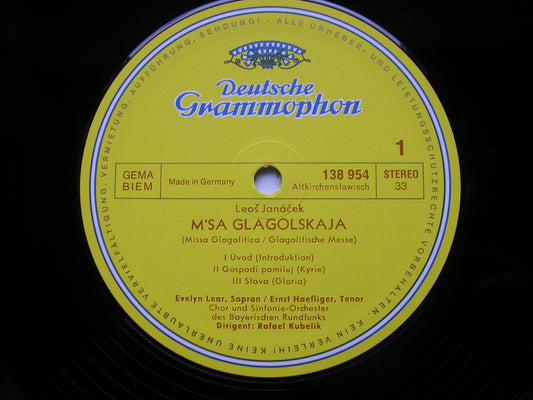 Deutsche
Grammophon
1
GEMA
BIEM
Made in Germany
138 954
Altkirchenslawisch
STEREO
33
Leoš Janáček
M'SA GLAGOLSKAJA
(Missa Glagolitica / Glagolitische Messe)
I Úvod (Introduktion)
II Gospodi pomiluj (Kyrie)
III Slava (Gloria)
Evelyn Lear, Sopran / Ernst Haefliger, Tenor
Chor und Sinfonie-Orchester
des Bayerischen Rundfunks
Dirigent: Rafael Kubelik
ALLE URHEBER- UND LEISTUNGSSCHUTZRECHTE VORBEHALTEN · KEIN VERLEIH! KEINE UNERLAUBTE VERVIELFÄLTIGUNG, VERMIETUNG, AUFFÜHRUNG, SENDUNG!